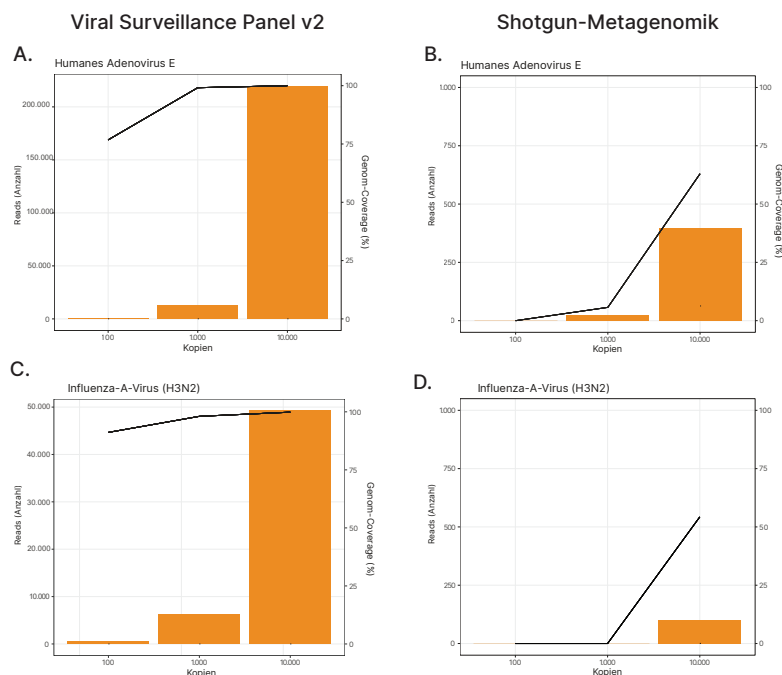 Viral Surveillance Panel v2
Shotgun-Metagenomik
A.
Humanes Adenovirus E
200.000
150.000
100.000
50.000
0
Reads (Anzahl)
100
75
50
25
0
Genom-Coverage (%)
100
1.000
10.000
Kopien
B.
Humanes Adenovirus E
1000
750
500
250
0
Reads (Anzahl)
100
75
50
25
0
Genom-Coverage (%)
100
1.000
10.000
Kopien
C.
Influenza-A-Virus (H3N2)
50.000
40.000
30.000
20.000
10.000
0
Reads (Anzahl)
100
75
50
25
0
Genom-Coverage (%)
100
1.000
10.000
Kopien
D.
Influenza-A-Virus (H3N2)
1000
750
500
250
0
Reads (Anzahl)
100
75
50
25
0
Genom-Coverage (%)
100
1.000
10.000
Kopien